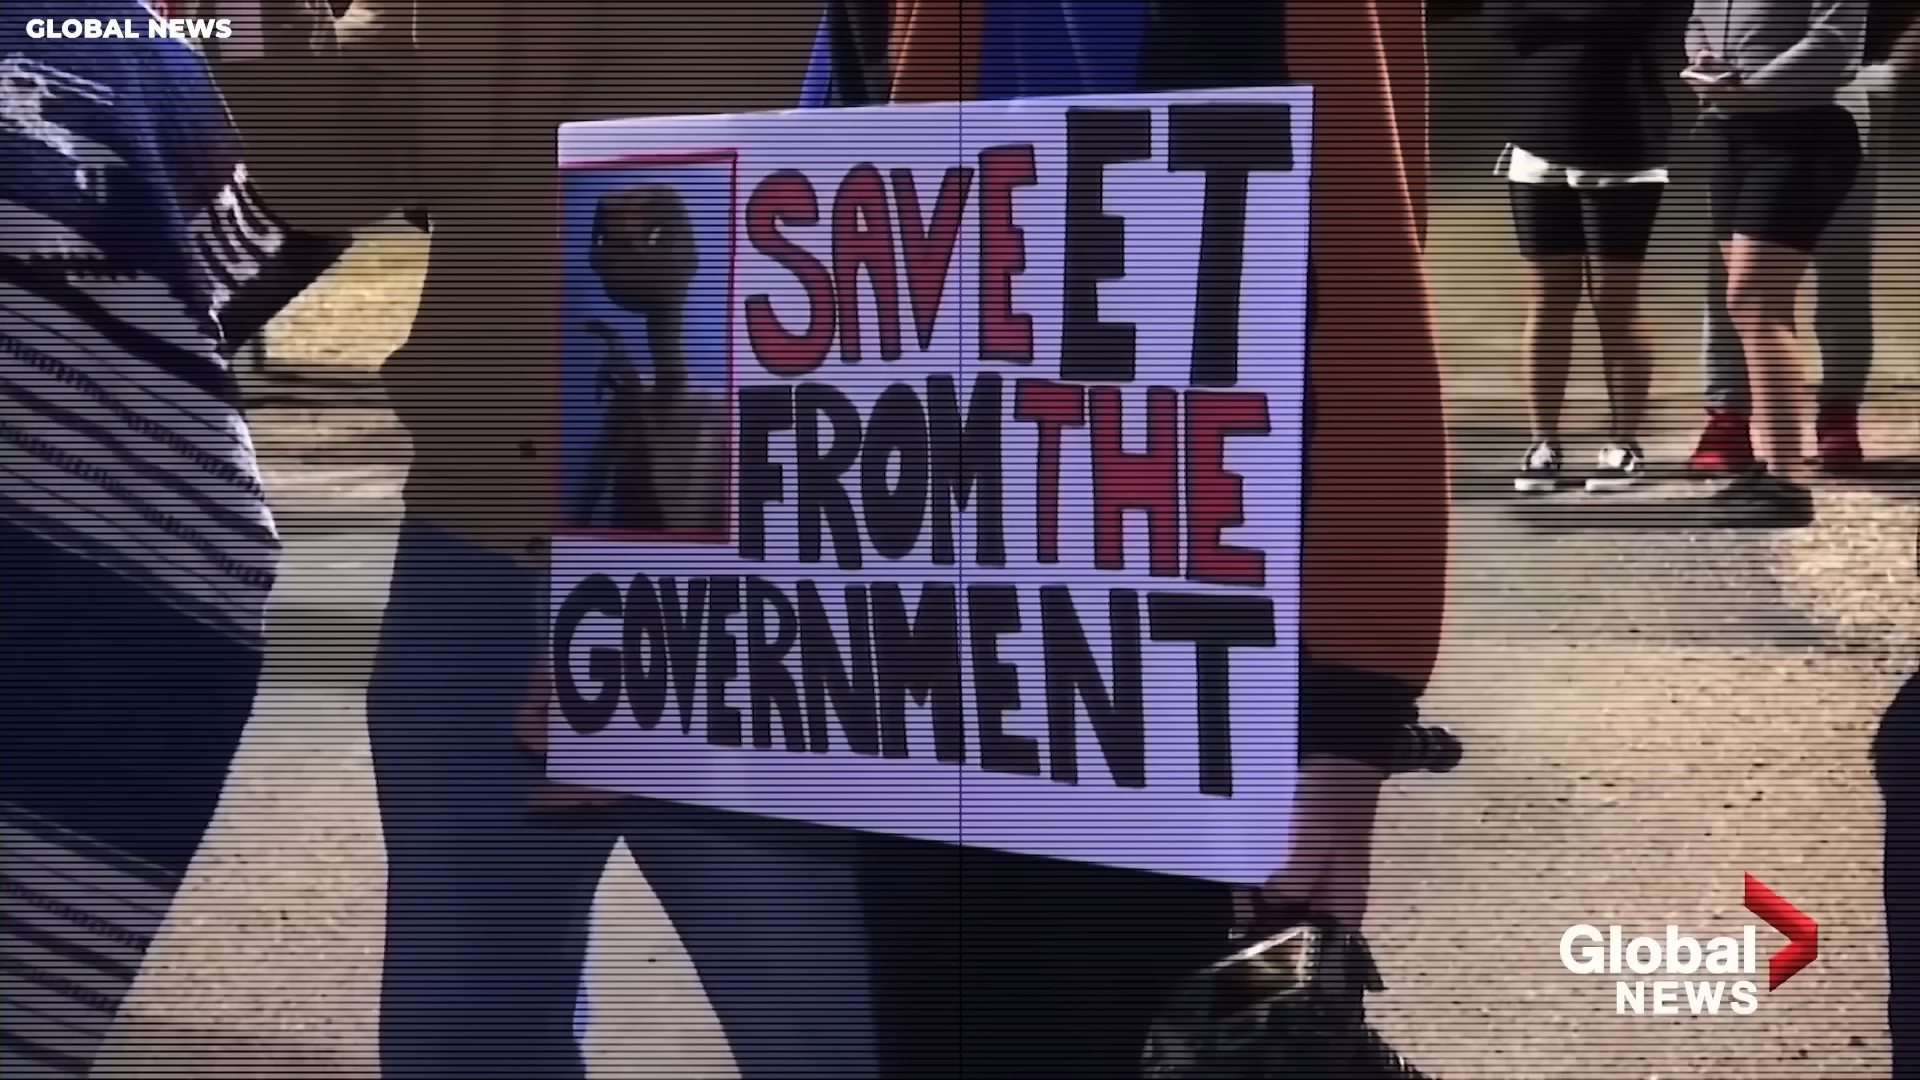 GLOBAL NEWS
SAVE ET
FROM THE
GOVERNMENT
Global
NEWS